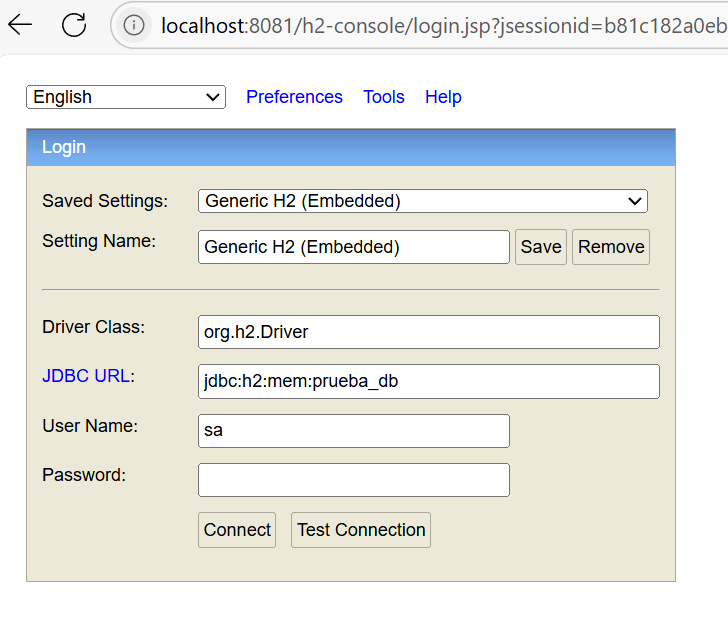 localhost:8081/h2-console/login.jsp?jsessionid=b81c182a0eb
English Preferences Tools Help
Login
Saved Settings: Generic H2 (Embedded)
Setting Name: Generic H2 (Embedded) Save Remove
Driver Class: org.h2.Driver
JDBC URL: jdbc:h2:mem:prueba_db
User Name: sa
Password:
Connect Test Connection